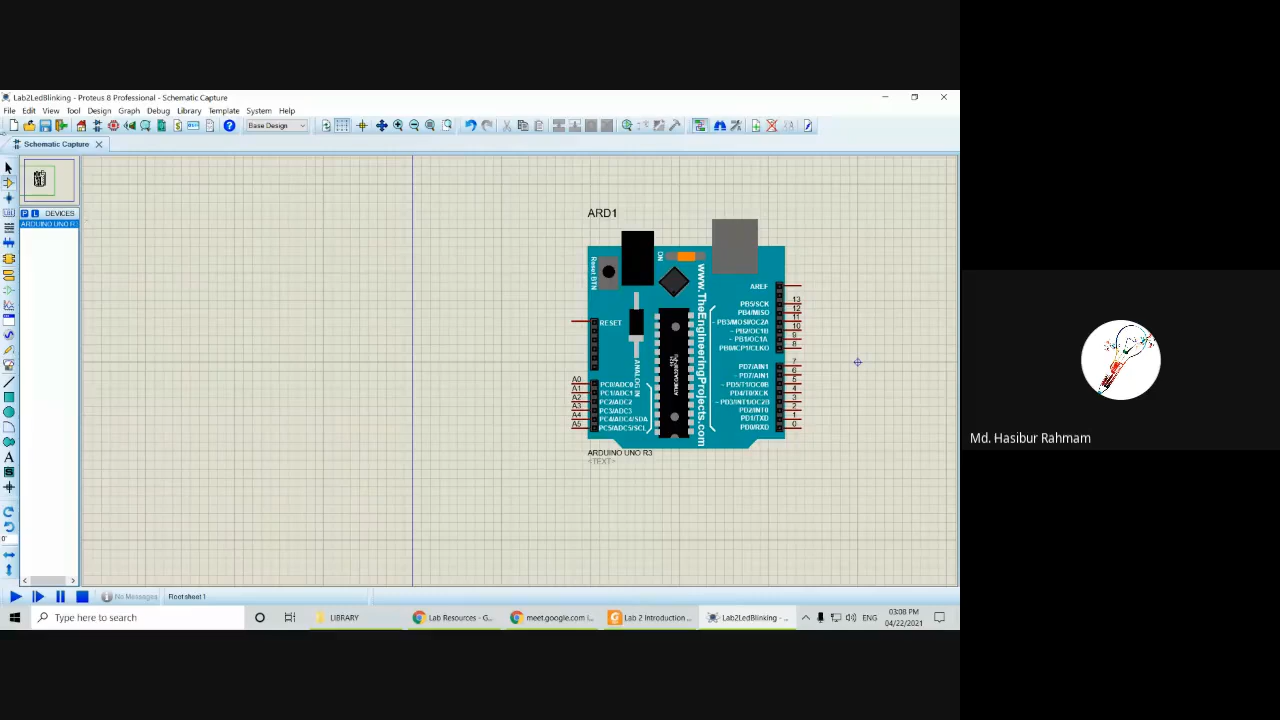 Lab2LedBlinking - Proteus 8 Professional - Schematic Capture
File Edit View Tool Design Graph Debug Library Template System Help
Base Design
Schematic Capture
P L DEVICES
ARDUINO UNO R3
ARD1
Reset BTN
ON
www.TheEngineeringProjects.com
AREF
PB5/SCK 13
PB4/MISO 12
~ PB3/MOSI/OC2A 11
~ PB2/OC1B 10
~ PB1/OC1A 9
PB0/ICP1/CLKO 8
RESET
ANALOG IN
PD7/AIN1 7
~ PD7/AIN1 6
~ PD5/T1/OC0B 5
PD4/T0/XCK 4
~ PD3/INT1/OC2B 3
PD2/INT0 2
PD1/TXD 1
PD0/RXD 0
A0 PC0/ADC0
A1 PC1/ADC1
A2 PC2/ADC2
A3 PC3/ADC3
A4 PC4/ADC4/SDA
A5 PC5/ADC5/SCL
ARDUINO UNO R3
<TEXT>
Md. Hasibur Rahmam
No Messages
Root sheet 1
Type here to search
LIBRARY
Lab Resources - G...
meet.google.com i...
Lab 2 Introduction ...
Lab2LedBlinking - ...
ENG
03:08 PM
04/22/2021